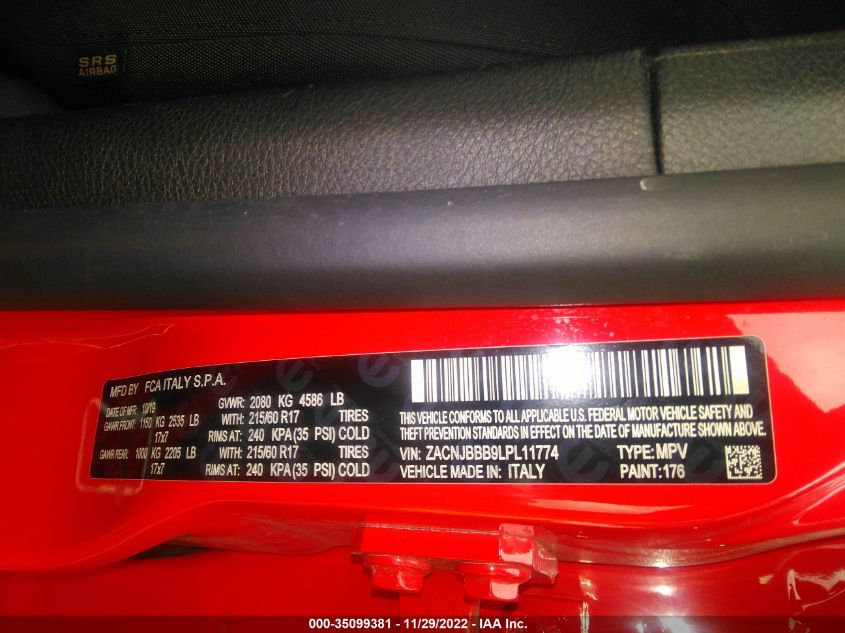 SRS
AIRBAG
MFD BY FCA ITALY S.P.A.
DATE OF MFR: 10/19 GVWR: 2080 KG 4586 LB
GAWR FRONT: 1150 KG 2535 LB WITH: 215/60 R17 TIRES
17x7 RIMS AT: 240 KPA(35 PSI) COLD
GAWR REAR: 1000 KG 2205 LB WITH: 215/60 R17 TIRES
17x7 RIMS AT: 240 KPA(35 PSI) COLD
THIS VEHICLE CONFORMS TO ALL APPLICABLE U.S. FEDERAL MOTOR VEHICLE SAFETY AND
THEFT PREVENTION STANDARDS IN EFFECT ON THE DATE OF MANUFACTURE SHOWN ABOVE.
VIN: ZACNJBBB9LPL11774 TYPE: MPV
VEHICLE MADE IN: ITALY PAINT: 176
000-35099381 - 11/29/2022 - IAA Inc.